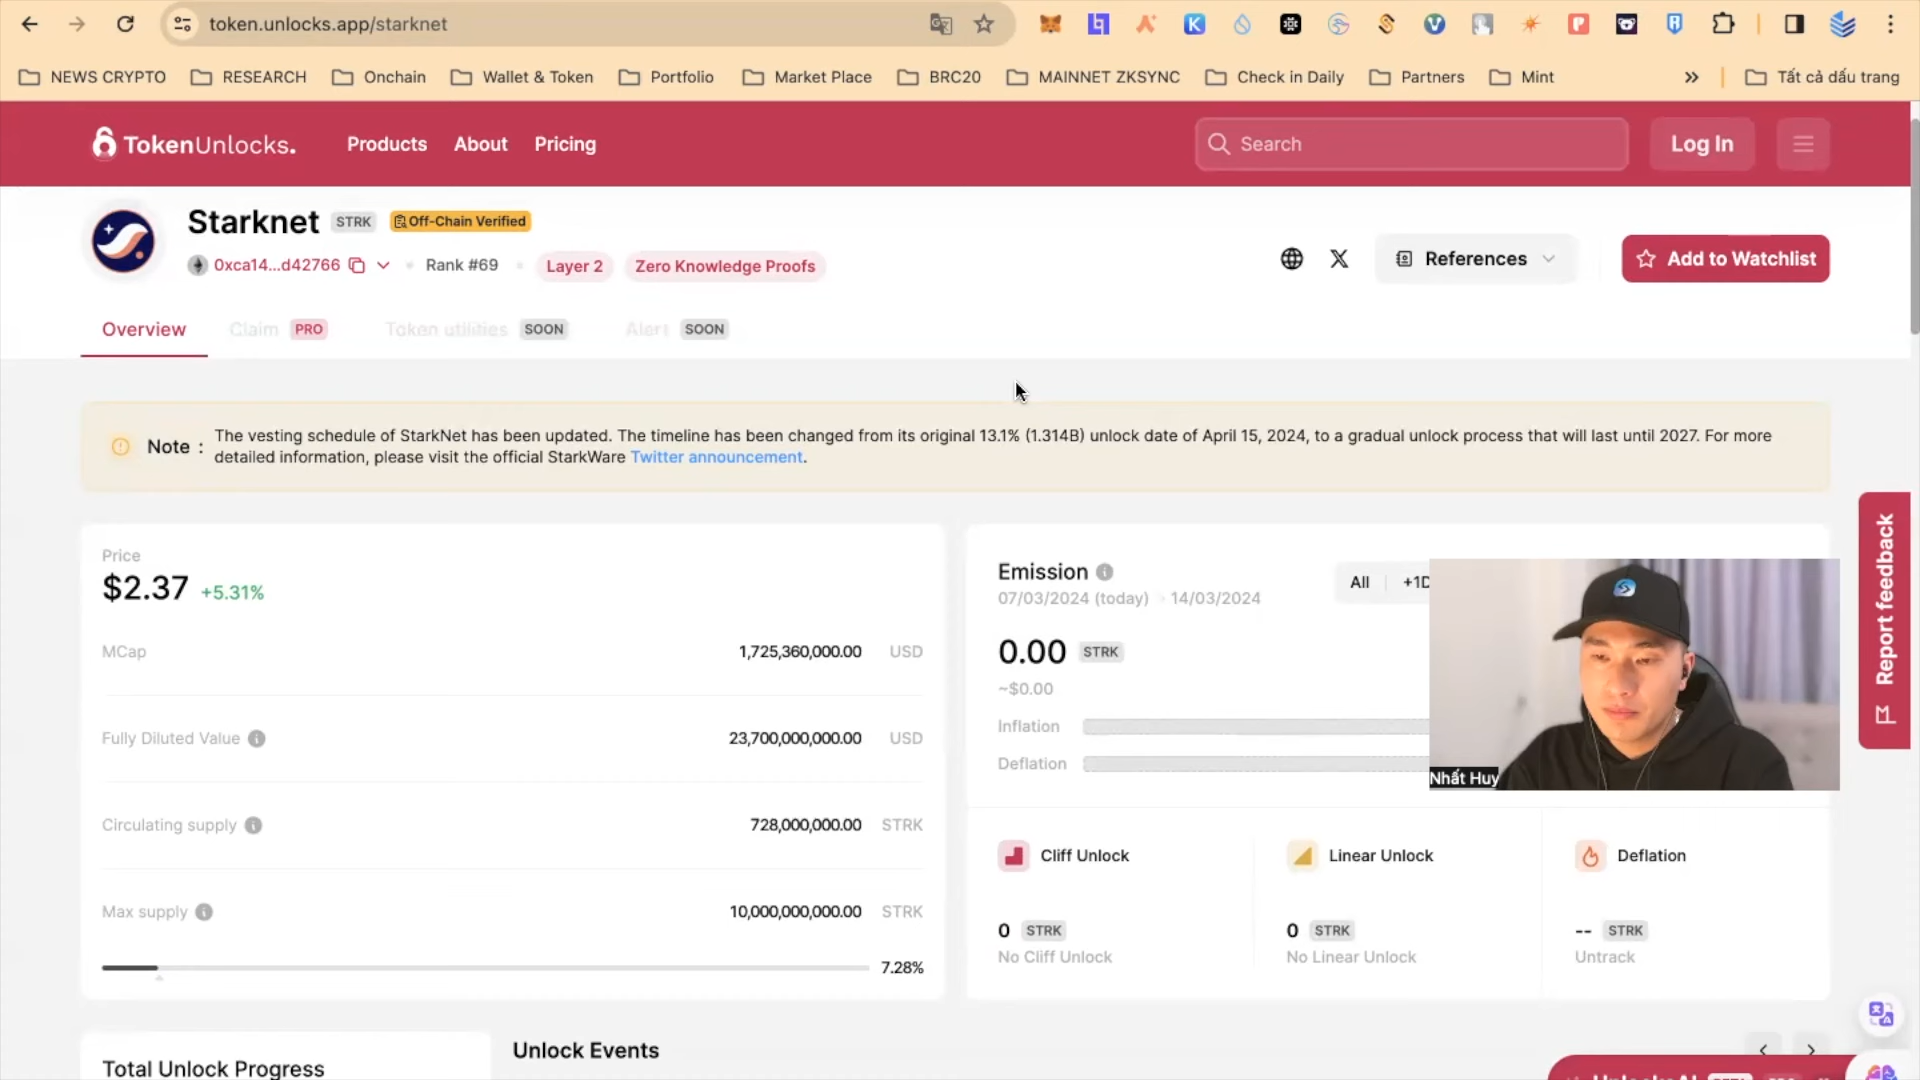 token.unlocks.app/starknet
NEWS CRYPTO RESEARCH Onchain Wallet & Token Portfolio Market Place BRC20 MAINNET ZKSYNC Check in Daily Partners Mint » Tất cả dấu trang
TokenUnlocks. Products About Pricing Search Log In
Starknet STRK Off-Chain Verified
0xca14...d42766 Rank #69 Layer 2 Zero Knowledge Proofs
References Add to Watchlist
Overview Claim PRO Token utilities SOON Alert SOON
Note : The vesting schedule of StarkNet has been updated. The timeline has been changed from its original 13.1% (1.314B) unlock date of April 15, 2024, to a gradual unlock process that will last until 2027. For more
detailed information, please visit the official StarkWare Twitter announcement.
Price
$2.37 +5.31%
MCap 1,725,360,000.00 USD
Fully Diluted Value 23,700,000,000.00 USD
Circulating supply 728,000,000.00 STRK
Max supply 10,000,000,000.00 STRK
7.28%
Emission All +1D
07/03/2024 (today) 14/03/2024
0.00 STRK
~$0.00
Inflation
Deflation
Nhất Huy
Cliff Unlock Linear Unlock Deflation
0 STRK 0 STRK -- STRK
No Cliff Unlock No Linear Unlock Untrack
Report feedback
Total Unlock Progress
Unlock Events